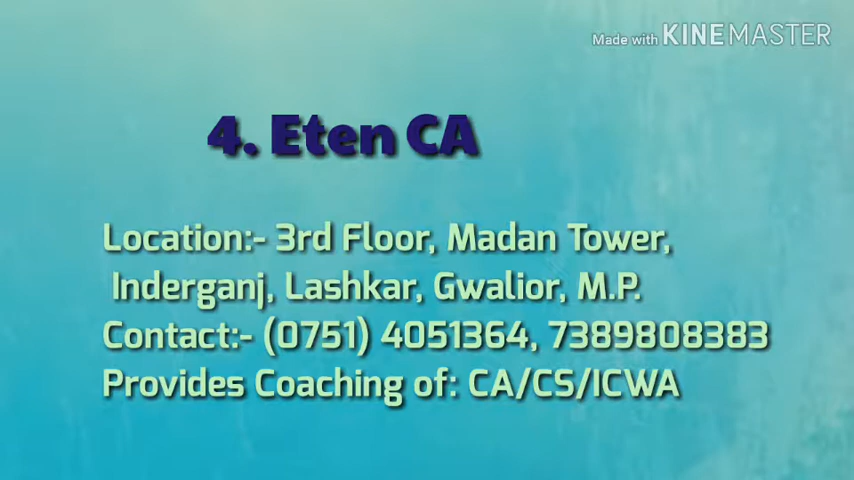 Made with KINEMASTER
4. Eten CA
Location:- 3rd Floor, Madan Tower,
Inderganj, Lashkar, Gwalior, M.P.
Contact:- (0751) 4051364, 7389808383
Provides Coaching of: CA/CS/ICWA